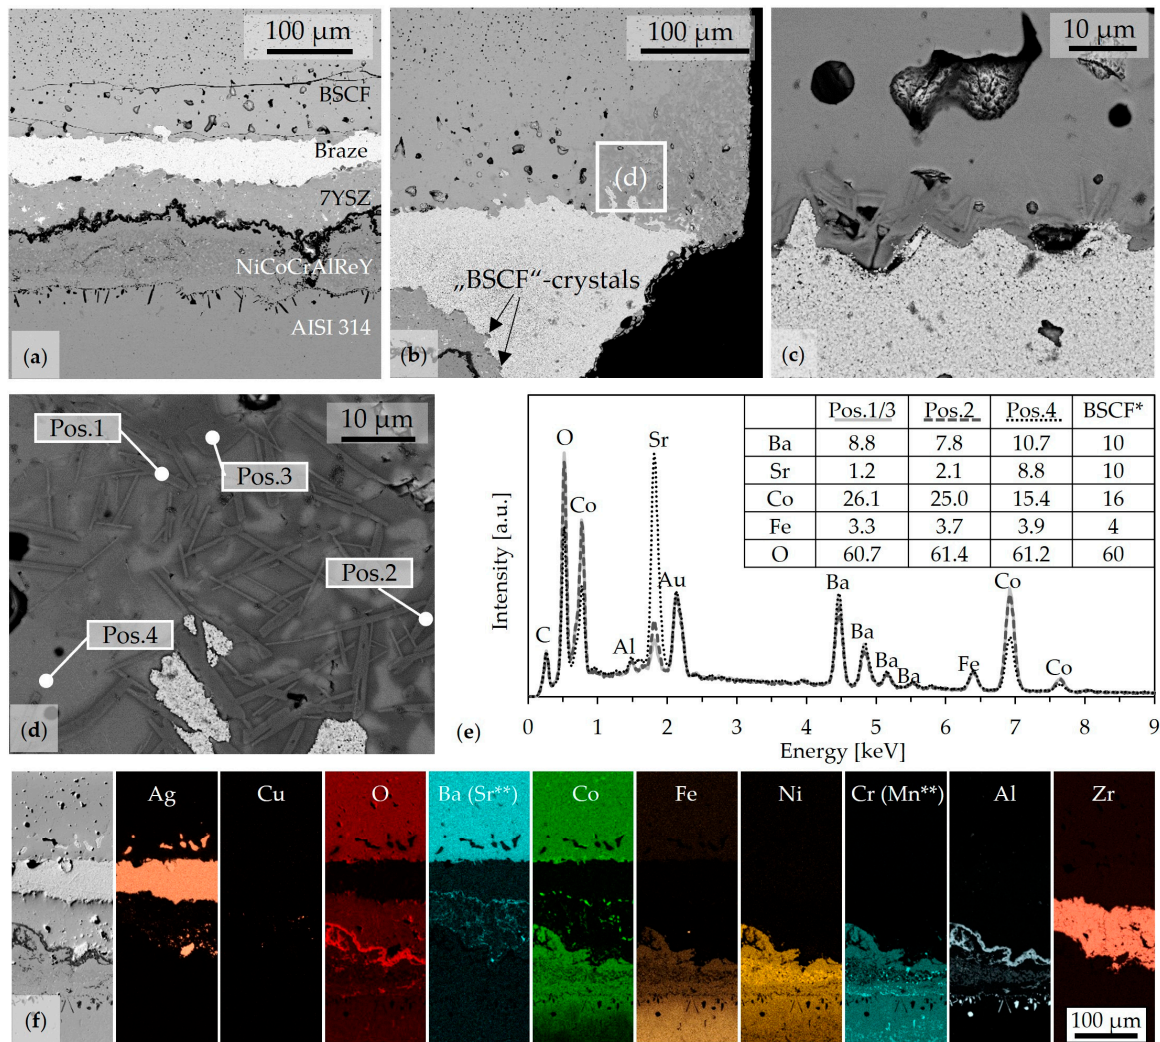 100 µm
BSCF
Braze
7YSZ
NiCoCrAlReY
AISI 314
(a)
100 µm
(d)
„BSCF“-crystals
(b)
10 µm
(c)
10 µm
Pos.1
Pos.3
Pos.2
Pos.4
(d)
Pos.1/3 Pos.2 Pos.4 BSCF*
Ba 8.8 7.8 10.7 10
Sr 1.2 2.1 8.8 10
Co 26.1 25.0 15.4 16
Fe 3.3 3.7 3.9 4
O 60.7 61.4 61.2 60
Intensity [a.u.]
C O Co Al Sr Au Ba Ba Ba Ba Fe Co Co
0 1 2 3 4 5 6 7 8 9
Energy [keV]
(e)
Ag Cu O Ba (Sr**) Co Fe Ni Cr (Mn**) Al Zr
(f)
100 µm